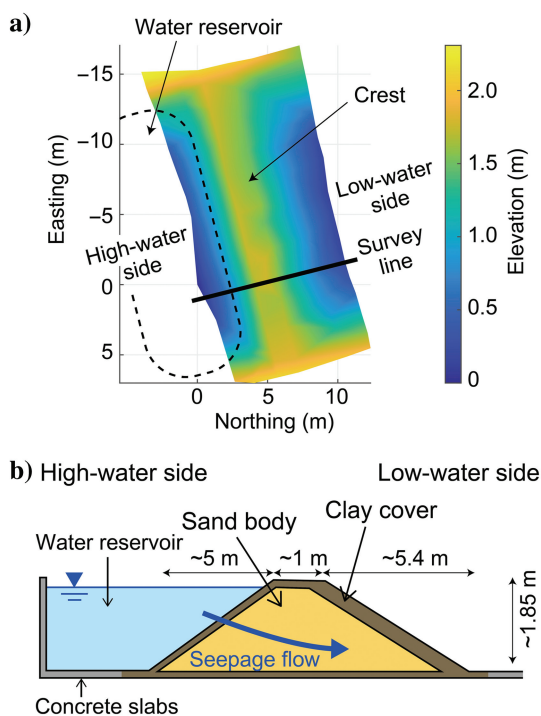 a)
Water reservoir
Crest
Low-water
side
High-water
side
Survey
line
Easting (m)
−15
−10
−5
0
5
0
5
10
Northing (m)
2.0
1.5
1.0
0.5
0
Elevation (m)
b)
High-water side
Low-water side
Sand body
Clay cover
Water reservoir
~5 m
~1 m
~5.4 m
~1.85 m
Seepage flow
Concrete slabs